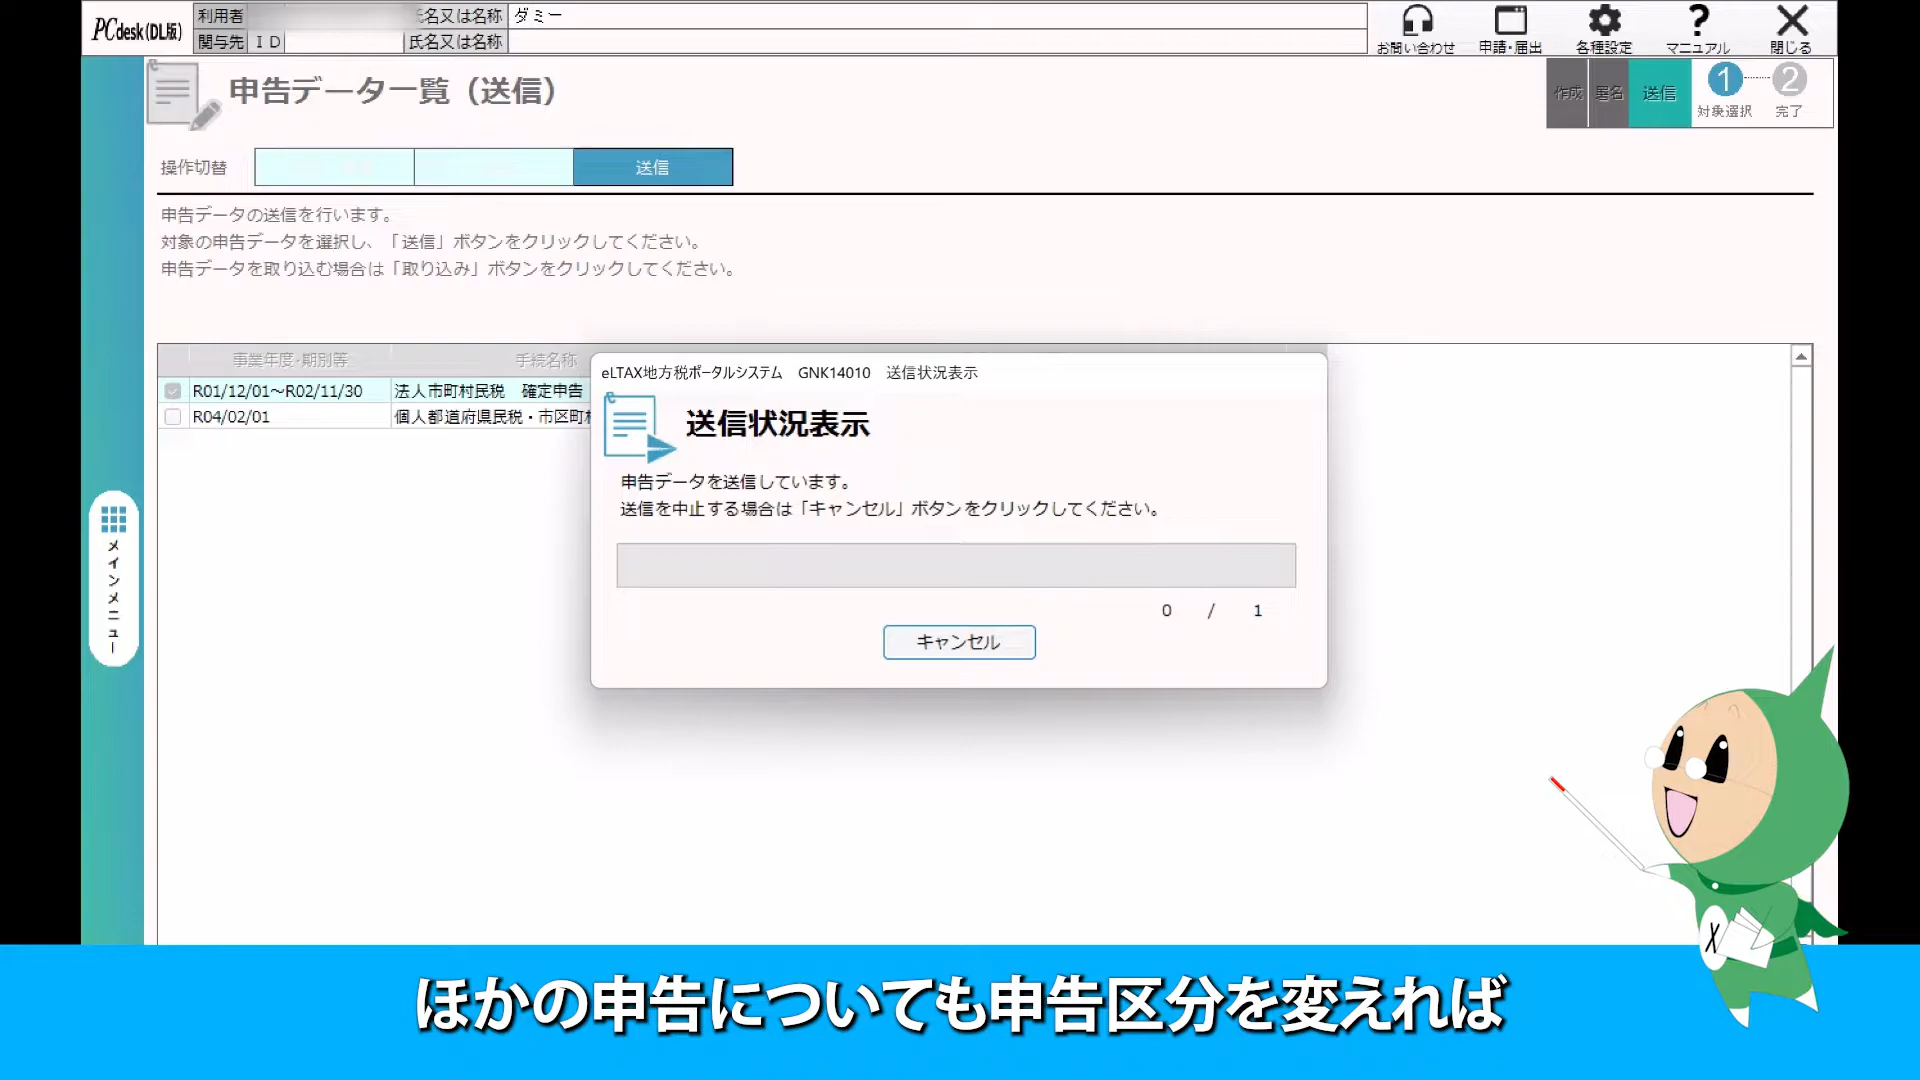 PCdesk(DL版)
利用者
氏名又は名称
ダミー
関与先
ID
氏名又は名称
お問い合わせ
申請・届出
各種設定
マニュアル
閉じる
申告データ一覧（送信）
作成
署名
送信
1
対象選択
2
完了
操作切替
送信
申告データの送信を行います。
対象の申告データを選択し、「送信」ボタンをクリックしてください。
申告データを取り込む場合は「取り込み」ボタンをクリックしてください。
事業年度・期別等
手続名称
R01/12/01～R02/11/30
法人市町村民税　確定申告
R04/02/01
個人都道府県民税・市区町
メインメニュー
eLTAX地方税ポータルシステム　GNK14010　送信状況表示
送信状況表示
申告データを送信しています。
送信を中止する場合は「キャンセル」ボタンをクリックしてください。
0 / 1
キャンセル
X
ほかの申告についても申告区分を変えれば